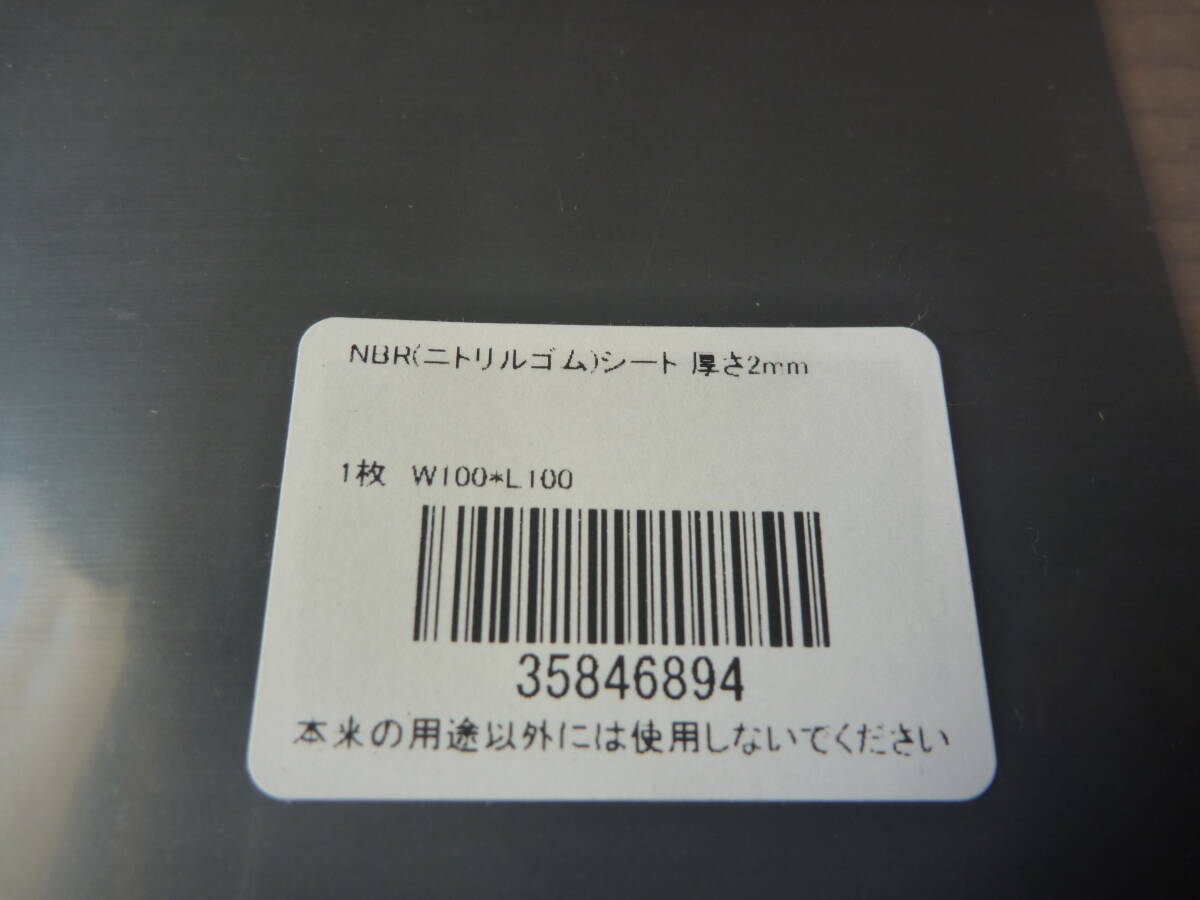 NBR(ニトリルゴム)シート 厚さ2mm
1枚 W100*L100
35846894
本来の用途以外には使用しないでください